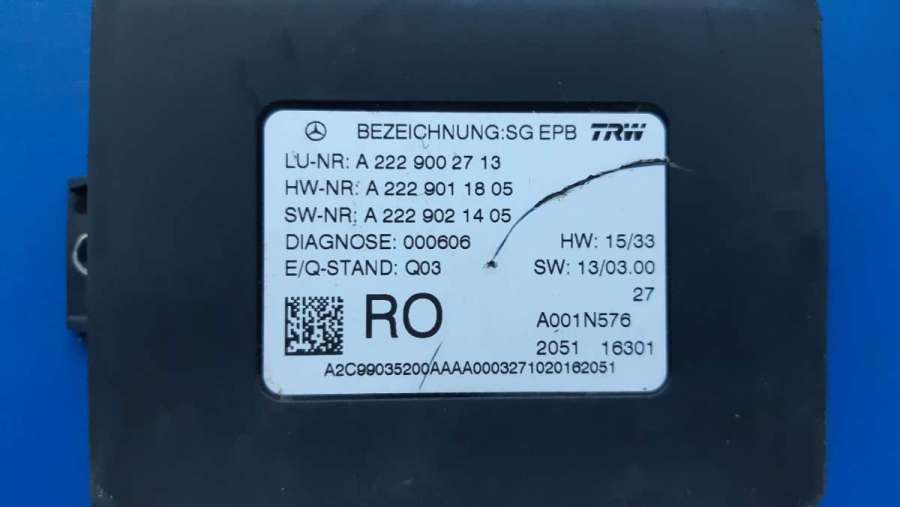 BEZEICHNUNG:SG EPB TRW
LU-NR: A 222 900 27 13
HW-NR: A 222 901 18 05
SW-NR: A 222 902 14 05
DIAGNOSE: 000606 HW: 15/33
E/Q-STAND: Q03 SW: 13/03.00
27
RO A001N576
2051 16301
A2C99035200AAAA0003271020162051